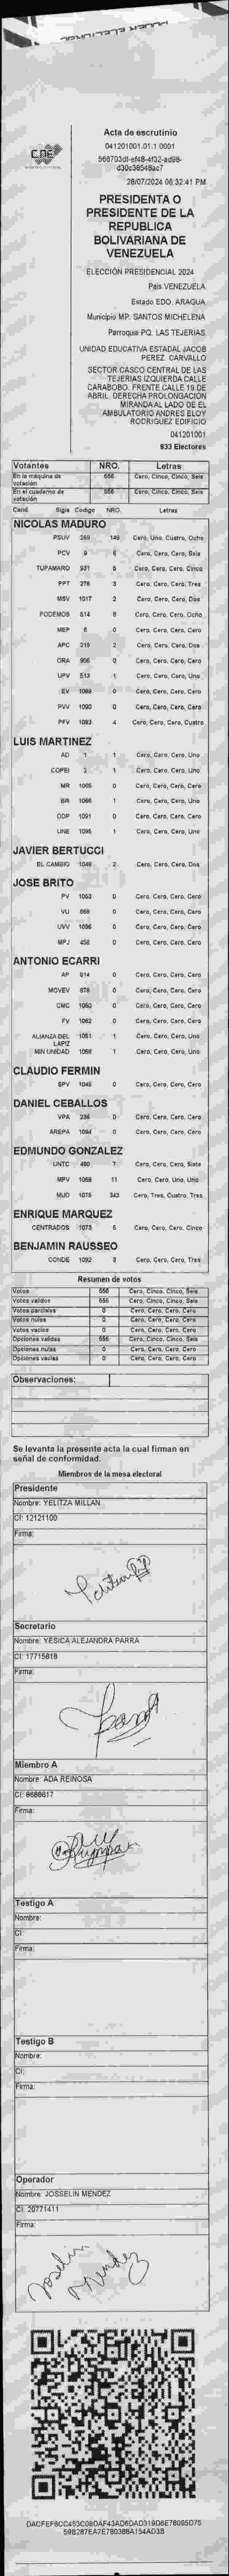 CNE
Acta de escrutinio
041201001.01.1.0001
568703df-ef48-4f32-ad98-
d30c38548ac7
28/07/2024 06:32:41 PM
PRESIDENTA O
PRESIDENTE DE LA
REPUBLICA
BOLIVARIANA DE
VENEZUELA
ELECCIÓN PRESIDENCIAL 2024
País VENEZUELA
Estado EDO. ARAGUA
Municipio MP. SANTOS MICHELENA
Parroquia PQ. LAS TEJERIAS
UNIDAD EDUCATIVA ESTADAL JACOB
PEREZ CARVALLO
SECTOR CASCO CENTRAL DE LAS
TEJERIAS IZQUIERDA CALLE
CARABOBO. FRENTE CALLE 19 DE
ABRIL. DERECHA PROLONGACIÓN
MIRANDA AL LADO DE EL
AMBULATORIO ANDRES ELOY
RODRIGUEZ EDIFICIO
041201001
933 Electores
Votantes NRO. Letras
En la máquina de votación 556 Cero, Cinco, Cinco, Seis
En el cuaderno de votación 556 Cero, Cinco, Cinco, Seis
Cand. Sigla Código NRO. Letras
NICOLAS MADURO
PSUV 269 148 Cero, Uno, Cuatro, Ocho
PCV 9 6 Cero, Cero, Cero, Seis
TUPAMARO 931 5 Cero, Cero, Cero, Cinco
PPT 276 3 Cero, Cero, Cero, Tres
MSV 1017 2 Cero, Cero, Cero, Dos
PODEMOS 514 8 Cero, Cero, Cero, Ocho
MEP 6 0 Cero, Cero, Cero, Cero
APC 219 2 Cero, Cero, Cero, Dos
ORA 906 0 Cero, Cero, Cero, Cero
UPV 513 1 Cero, Cero, Cero, Uno
EV 1089 0 Cero, Cero, Cero, Cero
PVV 1090 0 Cero, Cero, Cero, Cero
PFV 1093 4 Cero, Cero, Cero, Cuatro
LUIS MARTINEZ
AD 1 1 Cero, Cero, Cero, Uno
COPEI 2 1 Cero, Cero, Cero, Uno
MR 1065 0 Cero, Cero, Cero, Cero
BR 1066 1 Cero, Cero, Cero, Uno
DDP 1091 0 Cero, Cero, Cero, Cero
UNE 1095 1 Cero, Cero, Cero, Uno
JAVIER BERTUCCI
EL CAMBIO 1048 2 Cero, Cero, Cero, Dos
JOSE BRITO
PV 1053 0 Cero, Cero, Cero, Cero
VU 868 0 Cero, Cero, Cero, Cero
UVV 1096 0 Cero, Cero, Cero, Cero
MPJ 456 0 Cero, Cero, Cero, Cero
ANTONIO ECARRI
AP 814 0 Cero, Cero, Cero, Cero
MOVEV 878 0 Cero, Cero, Cero, Cero
CMC 1050 0 Cero, Cero, Cero, Cero
FV 1062 0 Cero, Cero, Cero, Cero
ALIANZA DEL LAPIZ 1051 1 Cero, Cero, Cero, Uno
MIN UNIDAD 1068 1 Cero, Cero, Cero, Uno
CLAUDIO FERMIN
SPV 1046 0 Cero, Cero, Cero, Cero
DANIEL CEBALLOS
VPA 236 0 Cero, Cero, Cero, Cero
AREPA 1094 0 Cero, Cero, Cero, Cero
EDMUNDO GONZALEZ
UNTC 460 7 Cero, Cero, Cero, Siete
MPV 1069 11 Cero, Cero, Uno, Uno
MUD 1075 343 Cero, Tres, Cuatro, Tres
ENRIQUE MARQUEZ
CENTRADOS 1073 5 Cero, Cero, Cero, Cinco
BENJAMIN RAUSSEO
CONDE 1092 3 Cero, Cero, Cero, Tres
Resumen de votos
Votos 556 Cero, Cinco, Cinco, Seis
Votos validos 556 Cero, Cinco, Cinco, Seis
Votos parciales 0 Cero, Cero, Cero, Cero
Votos nulos 0 Cero, Cero, Cero, Cero
Votos vacios 0 Cero, Cero, Cero, Cero
Opciones validas 556 Cero, Cinco, Cinco, Seis
Opciones nulas 0 Cero, Cero, Cero, Cero
Opciones vacias 0 Cero, Cero, Cero, Cero
Observaciones:
Se levanta la presente acta la cual firman en
señal de conformidad.
Miembros de la mesa electoral
Presidente
Nombre: YELITZA MILLAN
CI: 12121100
Firma:
Secretario
Nombre: YESICA ALEJANDRA PARRA
CI: 17715818
Firma:
Miembro A
Nombre: ADA REINOSA
CI: 8686617
Firma:
Testigo A
Nombre:
CI:
Firma:
Testigo B
Nombre:
CI:
Firma:
Operador
Nombre: JOSSELIN MENDEZ
CI: 20771411
Firma:
Josselin
Mendez
DACFEF6CC453C08DAF43AD6DAD319D6E78085D75
59B287EA7E780388A154AD3B